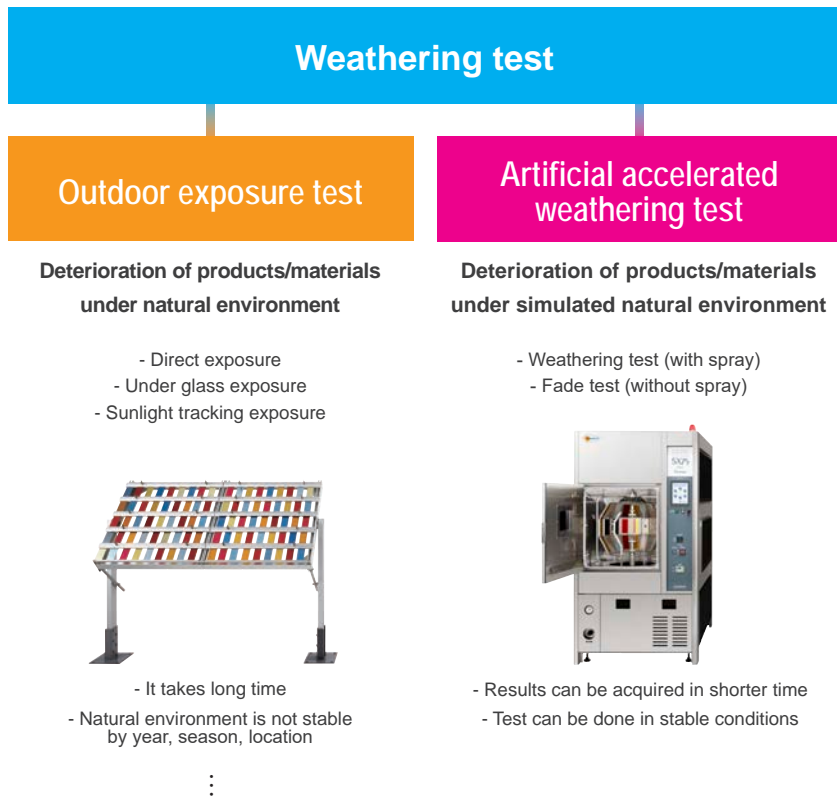 Weathering test
Outdoor exposure test
Deterioration of products/materials
under natural environment
- Direct exposure
- Under glass exposure
- Sunlight tracking exposure
- It takes long time
- Natural environment is not stable
by year, season, location
⋮
Artificial accelerated
weathering test
Deterioration of products/materials
under simulated natural environment
- Weathering test (with spray)
- Fade test (without spray)
SX75
- Results can be acquired in shorter time
- Test can be done in stable conditions